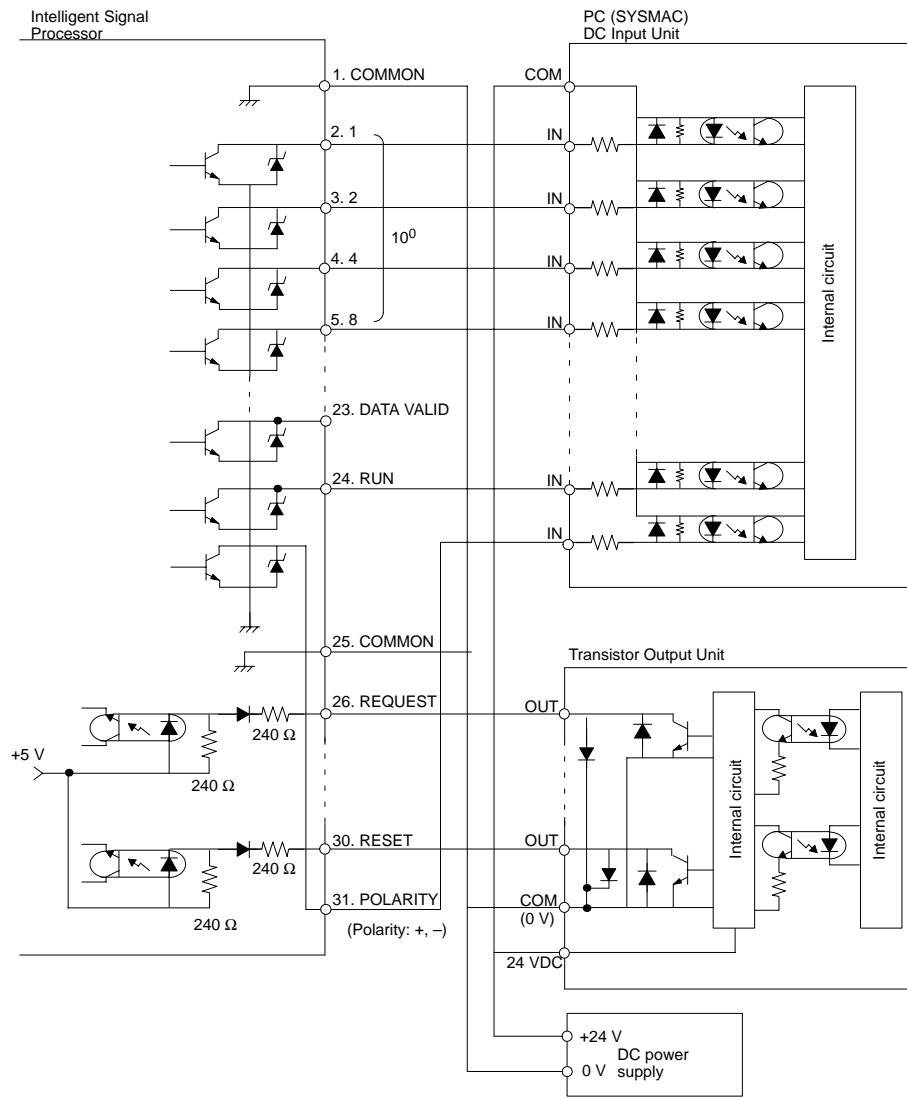 Intelligent Signal
Processor
PC (SYSMAC)
DC Input Unit
1. COMMON
COM
2. 1
IN
3. 2
IN
10⁰
4. 4
IN
5. 8
IN
Internal circuit
23. DATA VALID
24. RUN
IN
IN
25. COMMON
Transistor Output Unit
26. REQUEST
OUT
240 Ω
+5 V
240 Ω
Internal circuit
Internal circuit
30. RESET
OUT
240 Ω
240 Ω
31. POLARITY
(Polarity: +, –)
COM
(0 V)
24 VDC
+24 V
DC power
supply
0 V